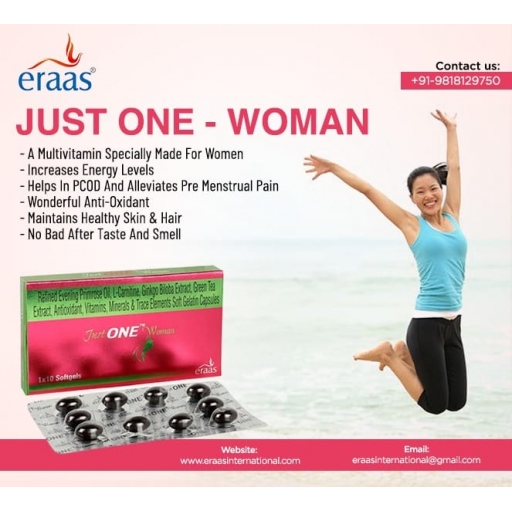 eraas®
Contact us:
+91-9818129750
JUST ONE - WOMAN
- A Multivitamin Specially Made For Women
- Increases Energy Levels
- Helps In PCOD And Alleviates Pre Menstrual Pain
- Wonderful Anti-Oxidant
- Maintains Healthy Skin & Hair
- No Bad After Taste And Smell
Refined Evening Primrose Oil, L-Carnitine, Ginkgo Biloba Extract, Green Tea
Extract, Antioxidant, Vitamins, Minerals & Trace Elements Soft Gelatin Capsules
Just ONE™ Woman
1x10 Softgels
eraas
Website:
www.eraasinternational.com
Email:
eraasinternational@gmail.com